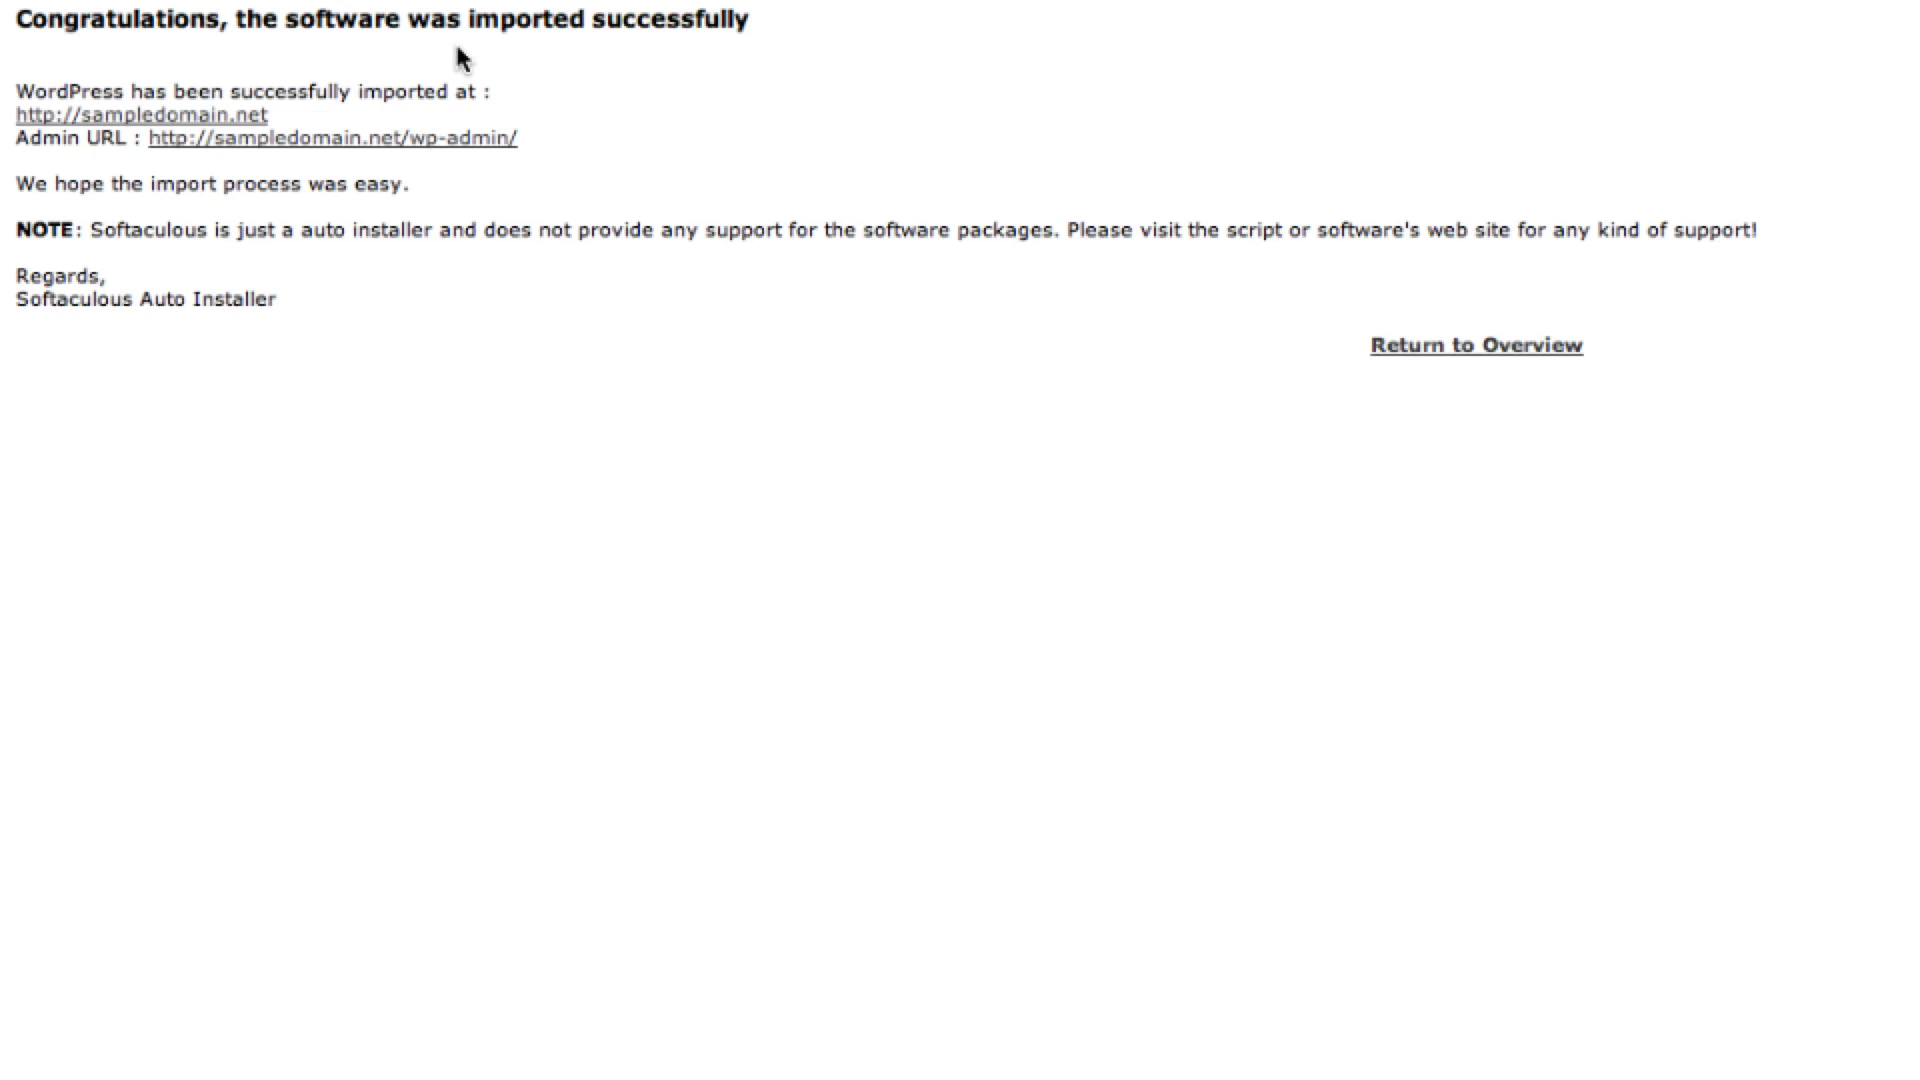 Congratulations, the software was imported successfully
WordPress has been successfully imported at :
http://sampledomain.net
Admin URL : http://sampledomain.net/wp-admin/
We hope the import process was easy.
NOTE: Softaculous is just a auto installer and does not provide any support for the software packages. Please visit the script or software's web site for any kind of support!
Regards,
Softaculous Auto Installer
Return to Overview